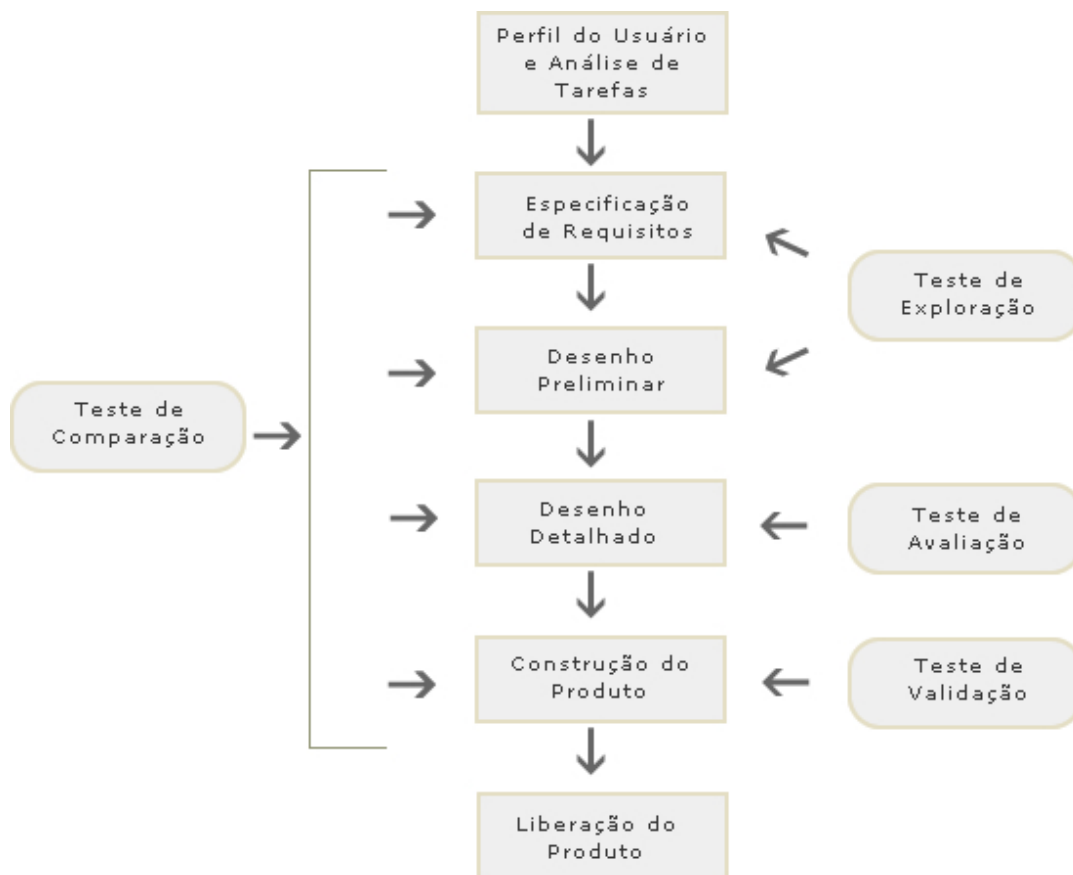 Perfil do Usuário
e Análise de
Tarefas
Especificação
de Requisitos
Teste de
Exploração
Desenho
Preliminar
Teste de
Comparação
Desenho
Detalhado
Teste de
Avaliação
Construção do
Produto
Teste de
Validação
Liberação do
Produto